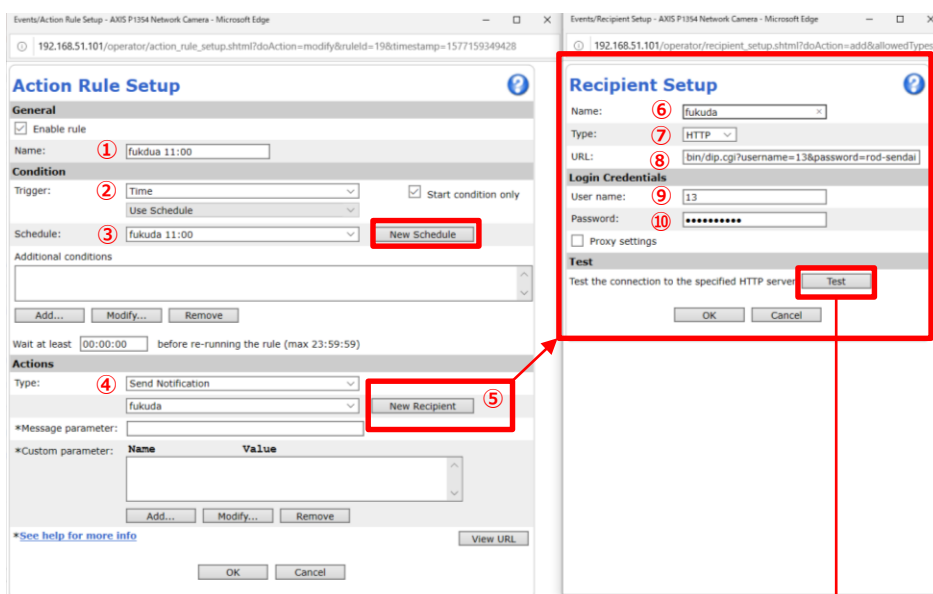 Events/Action Rule Setup - AXIS P1354 Network Camera - Microsoft Edge
192.168.51.101/operator/action_rule_setup.shtml?doAction=modify&ruleId=19&timestamp=1577159349428
Action Rule Setup
General
Enable rule
Name: ① fukdua 11:00
Condition
Trigger: ② Time Start condition only
Use Schedule
Schedule: ③ fukuda 11:00 New Schedule
Additional conditions
Add... Modify... Remove
Wait at least 00:00:00 before re-running the rule (max 23:59:59)
Actions
Type: ④ Send Notification
fukuda New Recipient ⑤
*Message parameter:
*Custom parameter: Name Value
Add... Modify... Remove
*See help for more info
View URL
OK Cancel
Events/Recipient Setup - AXIS P1354 Network Camera - Microsoft Edge
192.168.51.101/operator/recipient_setup.shtml?doAction=add&allowedTypes
Recipient Setup
Name: ⑥ fukuda
Type: ⑦ HTTP
URL: ⑧ bin/dip.cgi?username=13&password=rod-sendai
Login Credentials
User name: ⑨ 13
Password: ⑩ ••••••••••
Proxy settings
Test
Test the connection to the specified HTTP server Test
OK Cancel